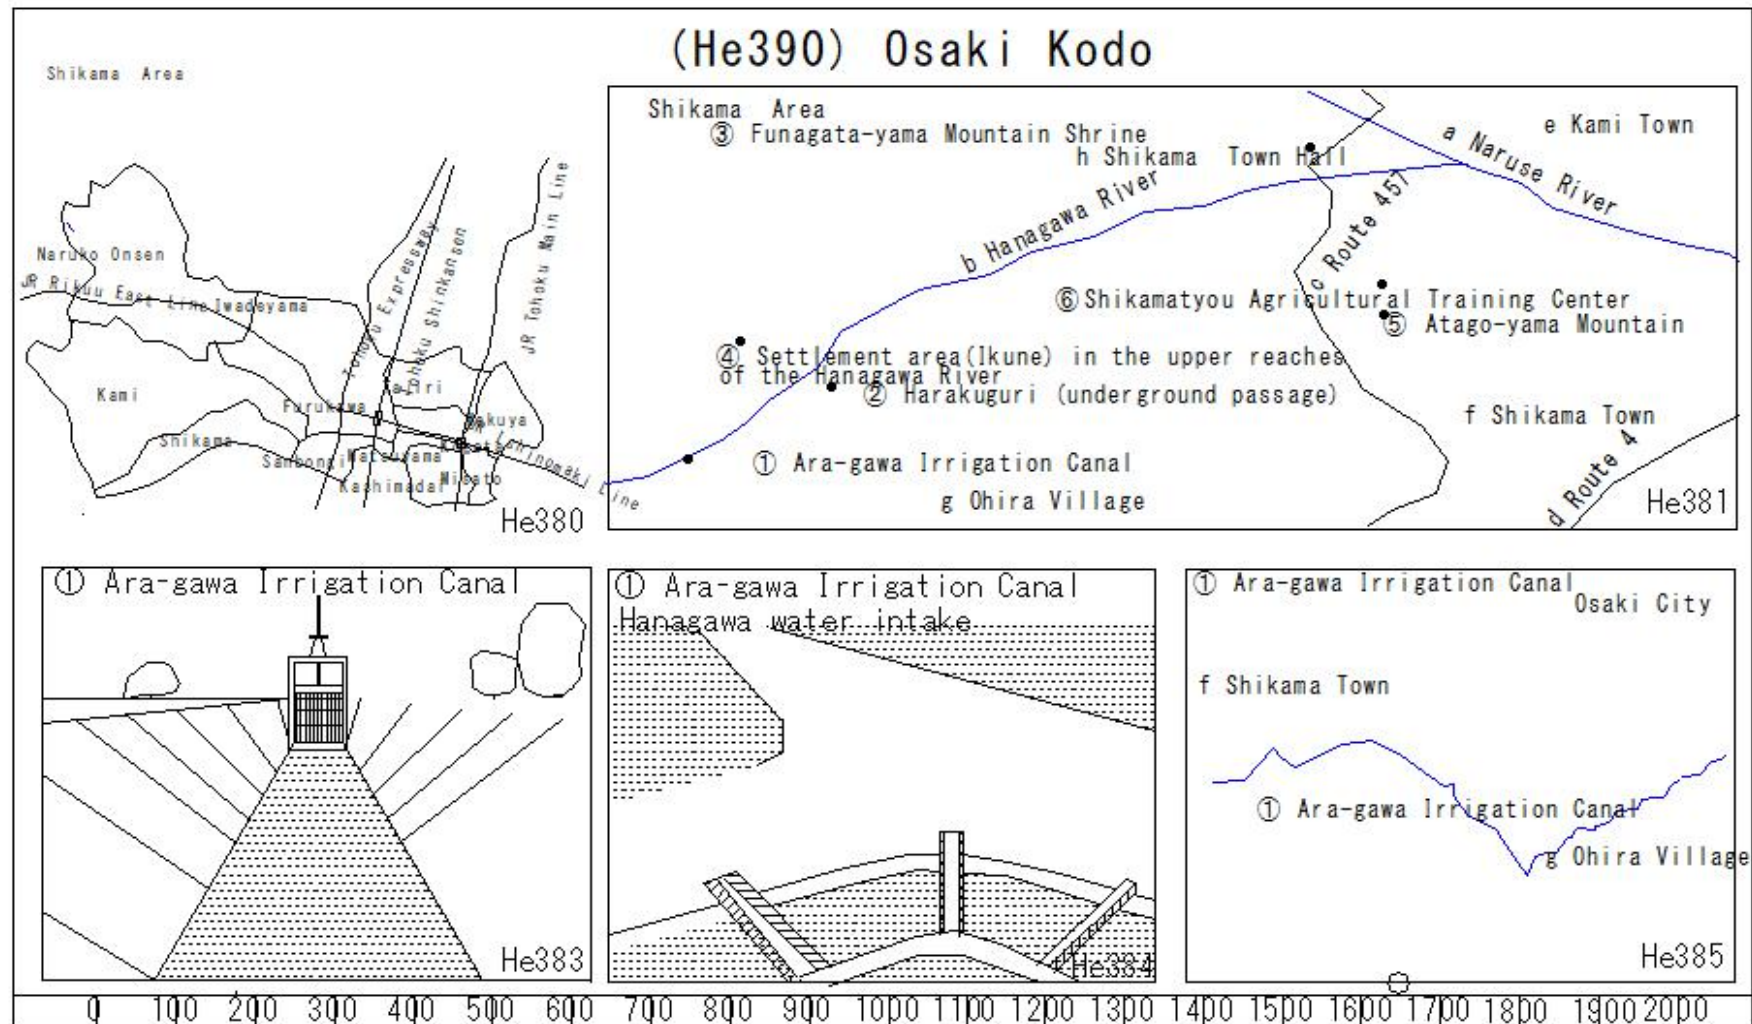 (He390) Osaki Kodo
Shikama Area
Naruko Onsen
JR Rikuu East Line
Iwadeyama
Tohoku Expressway
Tohoku Shinkansen
JR Tohoku Main Line
Kami
Furukawa
Shikama
Sanbongi
Matsuyama
Kashimadai
Misato
Line
He380
Shikama Area
③ Funagata-yama Mountain Shrine
h Shikama Town Hall
e Kami Town
a Naruse River
b Hanagawa River
c Route 457
⑥Shikamatyou Agricultural Training Center
⑤ Atago-yama Mountain
④ Settlement area(Ikune) in the upper reaches
of the Hanagawa River
② Harakuguri (underground passage)
f Shikama Town
① Ara-gawa Irrigation Canal
g Ohira Village
d Route 4
He381
① Ara-gawa Irrigation Canal
He383
① Ara-gawa Irrigation Canal
Hanagawa water intake
He384
① Ara-gawa Irrigation Canal
Osaki City
f Shikama Town
① Ara-gawa Irrigation Canal
g Ohira Village
He385
0 100 200 300 400 500 600 700 800 900 1000 1100 1200 1300 1400 1500 1600 1700 1800 1900 2000